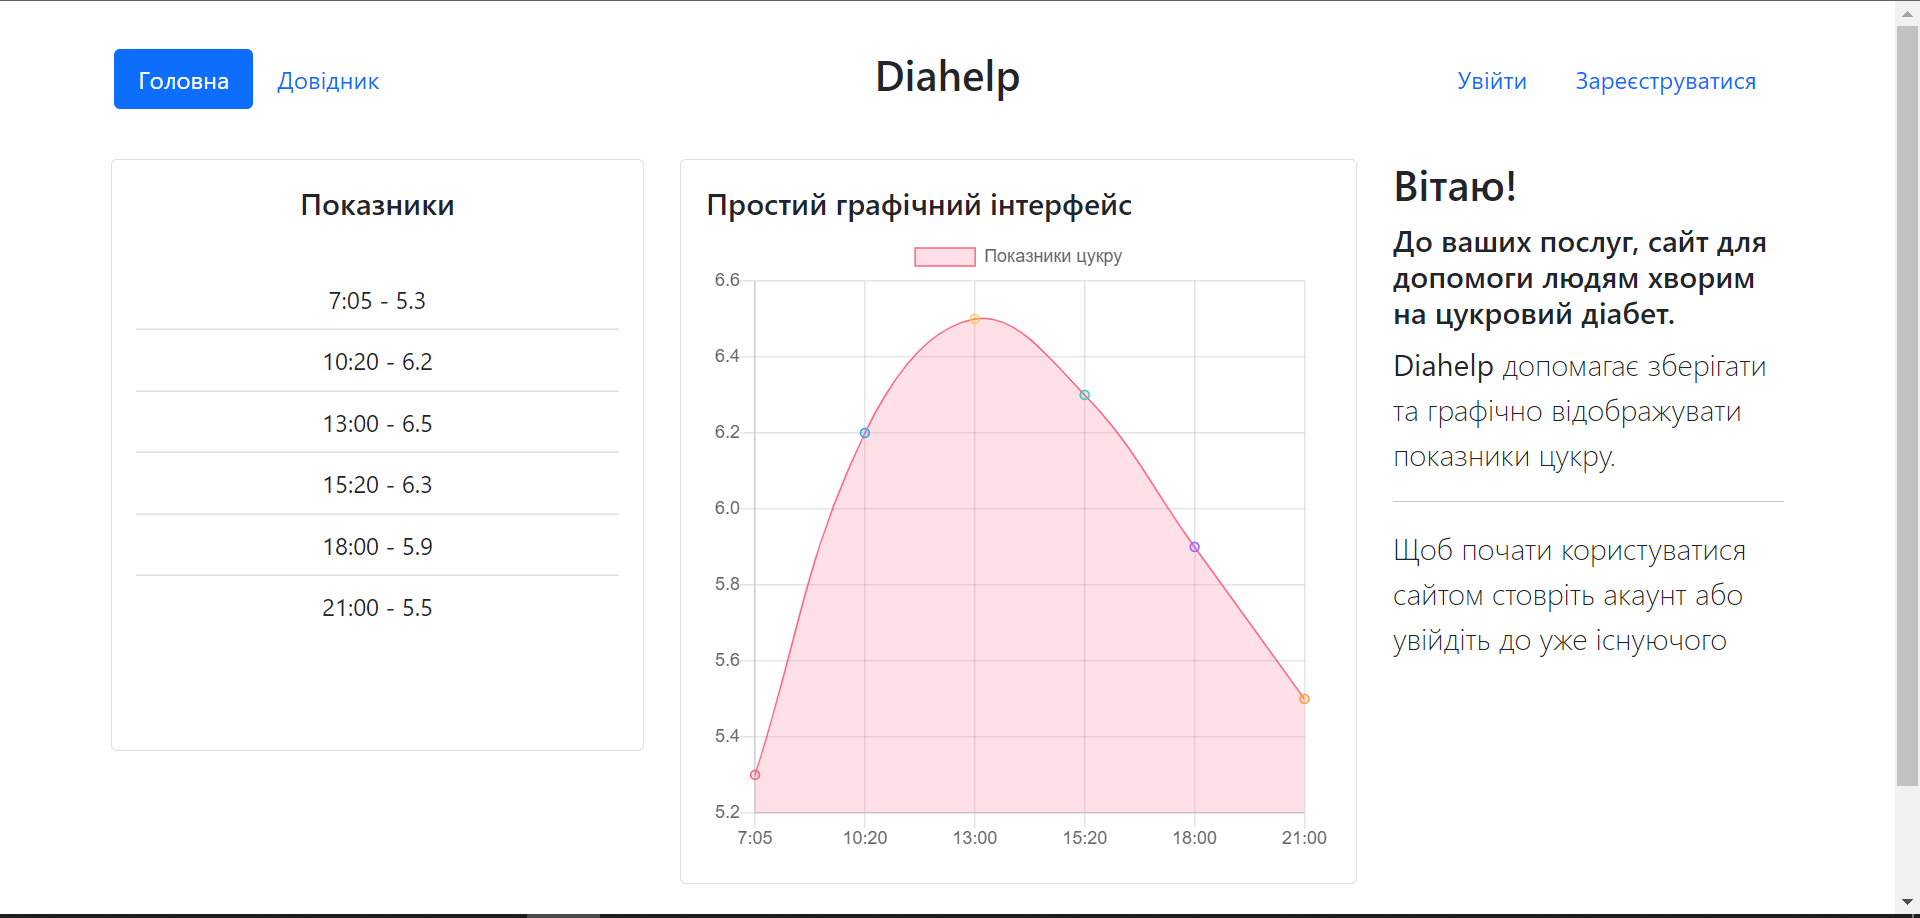 Головна
Довідник
Diahelp
Увійти
Зареєструватися
Показники
7:05 - 5.3
10:20 - 6.2
13:00 - 6.5
15:20 - 6.3
18:00 - 5.9
21:00 - 5.5
Простий графічний інтерфейс
Показники цукру
6.6
6.4
6.2
6.0
5.8
5.6
5.4
5.2
7:05 10:20 13:00 15:20 18:00 21:00
Вітаю!
До ваших послуг, сайт для
допомоги людям хворим
на цукровий діабет.
Diahelp допомагає зберігати
та графічно відображувати
показники цукру.
Щоб почати користуватися
сайтом стовріть акаунт або
увійдіть до уже існуючого